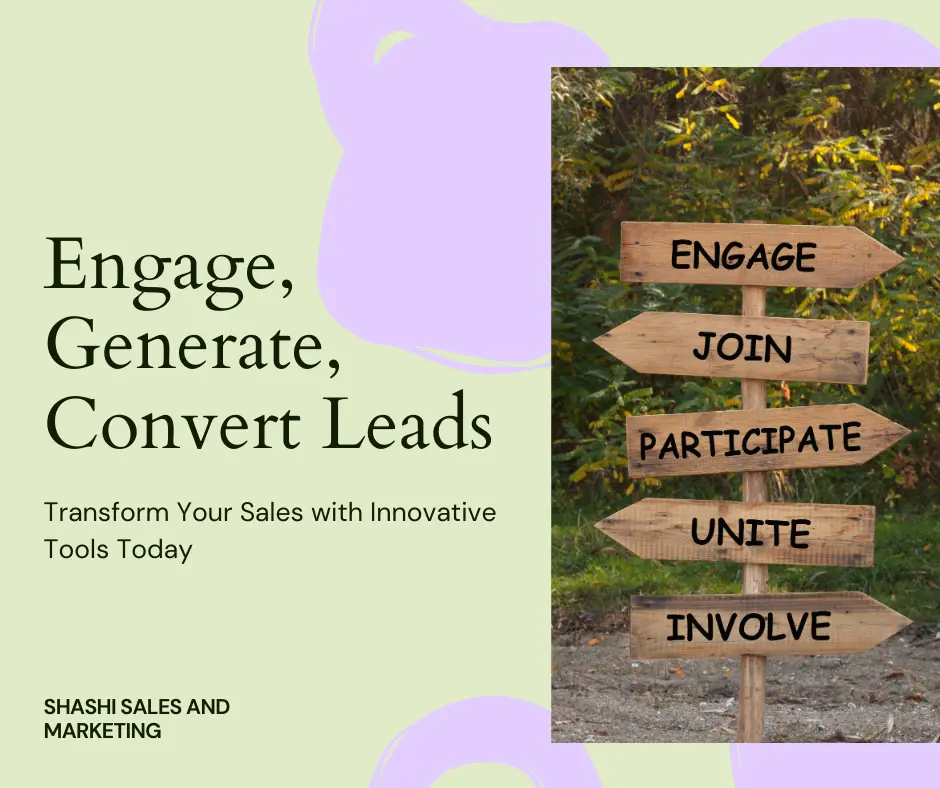 Engage,
Generate,
Convert Leads
Transform Your Sales with Innovative
Tools Today
SHASHI SALES AND
MARKETING
ENGAGE
JOIN
PARTICIPATE
UNITE
INVOLVE